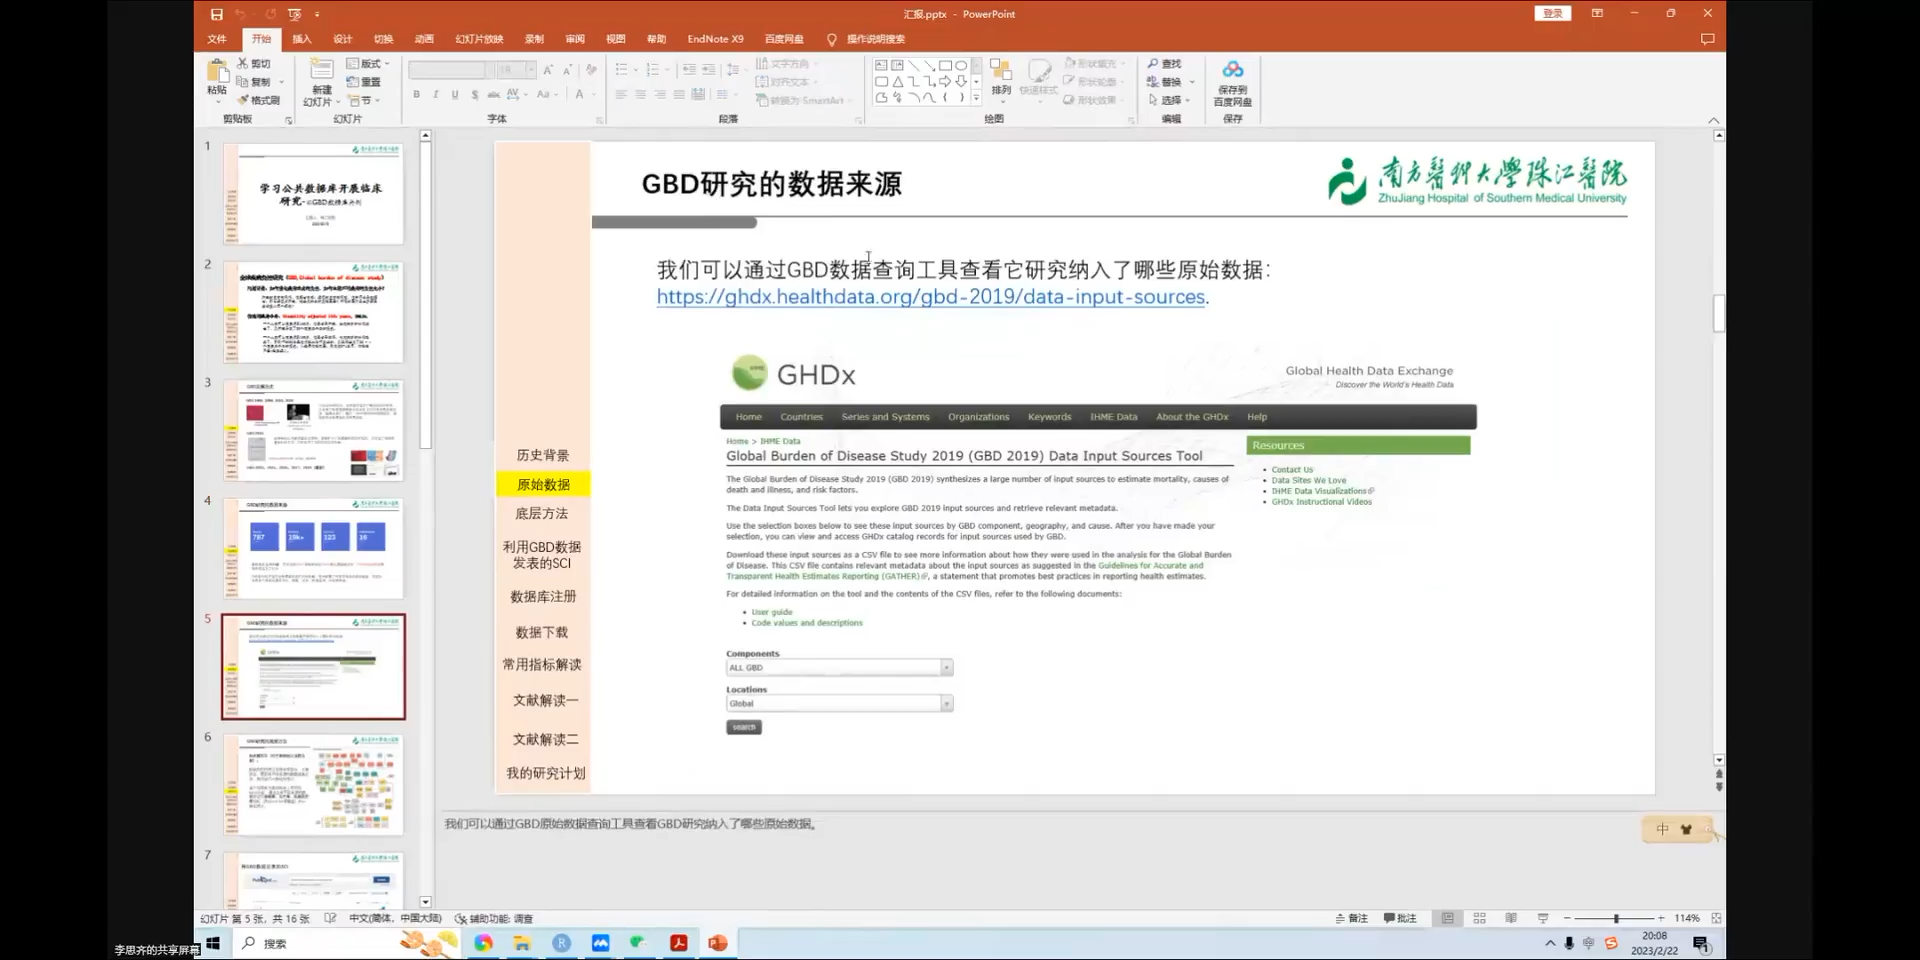 汇报.pptx - PowerPoint
登录
文件 开始 插入 设计 切换 动画 幻灯片放映 录制 审阅 视图 帮助 EndNote X9 百度网盘 操作说明搜索
粘贴 剪切 复制 格式刷 剪贴板
新建 幻灯片 版式 重置 节 幻灯片
字体
文字方向 对齐文本 转换为 SmartArt 段落
排列 快速样式 形状填充 形状轮廓 形状效果 绘图
查找 替换 选择 编辑
保存到 百度网盘 保存
1
学习公共数据库开展临床
2
3
4
787
19k+
123
16
5
GHDx
6
7
GBD研究的数据来源
南方醫科大學珠江醫院
ZhuJiang Hospital of Southern Medical University
我们可以通过GBD数据查询工具查看它研究纳入了哪些原始数据:
https://ghdx.healthdata.org/gbd-2019/data-input-sources.
历史背景
原始数据
底层方法
利用GBD数据
发表的SCI
数据库注册
数据下载
常用指标解读
文献解读一
文献解读二
我的研究计划
GHDx
Global Health Data Exchange
Discover the World's Health Data
Home Countries Series and Systems Organizations Keywords IHME Data About the GHDx Help
Home > IHME Data
Global Burden of Disease Study 2019 (GBD 2019) Data Input Sources Tool
The Global Burden of Disease Study 2019 (GBD 2019) synthesizes a large number of input sources to estimate mortality, causes of
death and illness, and risk factors.
The Data Input Sources Tool lets you explore GBD 2019 input sources and retrieve relevant metadata.
Use the selection boxes below to see these input sources by GBD component, geography, and cause. After you have made your
selection, you can view and access GHDx catalog records for input sources used by GBD.
Download these input sources as a CSV file to see more information about how they were used in the analysis for the Global Burden
of Disease. This CSV file contains relevant metadata about the input sources as suggested in the Guidelines for Accurate and
Transparent Health Estimates Reporting (GATHER), a statement that promotes best practices in reporting health estimates.
For detailed information on the tool and the contents of the CSV files, refer to the following documents:
User guide
Code values and descriptions
Components
ALL GBD
Locations
Global
search
Resources
Contact Us
Data Sites We Love
IHME Data Visualizations
GHDx Instructional Videos
我们可以通过GBD原始数据查询工具查看GBD研究纳入了哪些原始数据。
中
幻灯片 第 5 张，共 16 张 中文(简体，中国大陆) 辅助功能: 调查 备注 批注 114%
李思齐的共享屏幕
搜索
中
20:08
2023/2/22